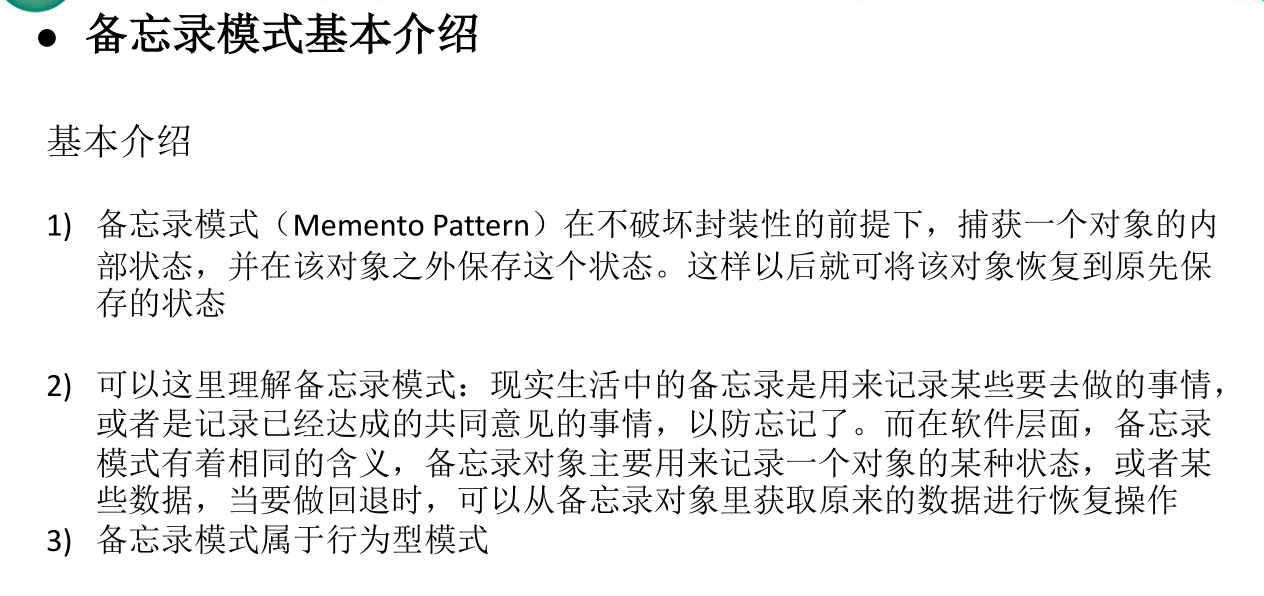 ● 备忘录模式基本介绍
基本介绍
1) 备忘录模式（Memento Pattern）在不破坏封装性的前提下，捕获一个对象的内
部状态，并在该对象之外保存这个状态。这样以后就可将该对象恢复到原先保
存的状态
2) 可以这里理解备忘录模式：现实生活中的备忘录是用来记录某些要去做的事情，
或者是记录已经达成的共同意见的事情，以防忘记了。而在软件层面，备忘录
模式有着相同的含义，备忘录对象主要用来记录一个对象的某种状态，或者某
些数据，当要做回退时，可以从备忘录对象里获取原来的数据进行恢复操作
3) 备忘录模式属于行为型模式